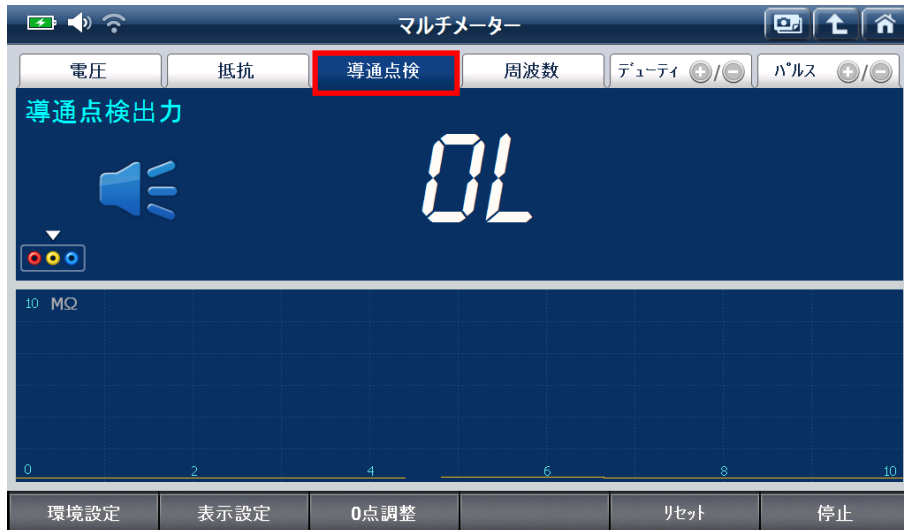 マルチメーター
電圧 抵抗 導通点検 周波数 ﾃﾞｭｰﾃｨ +/− ﾊﾟﾙｽ +/−
導通点検出力
OL
10 MΩ
0 2 4 6 8 10
環境設定 表示設定 0点調整 ﾘｾｯﾄ 停止